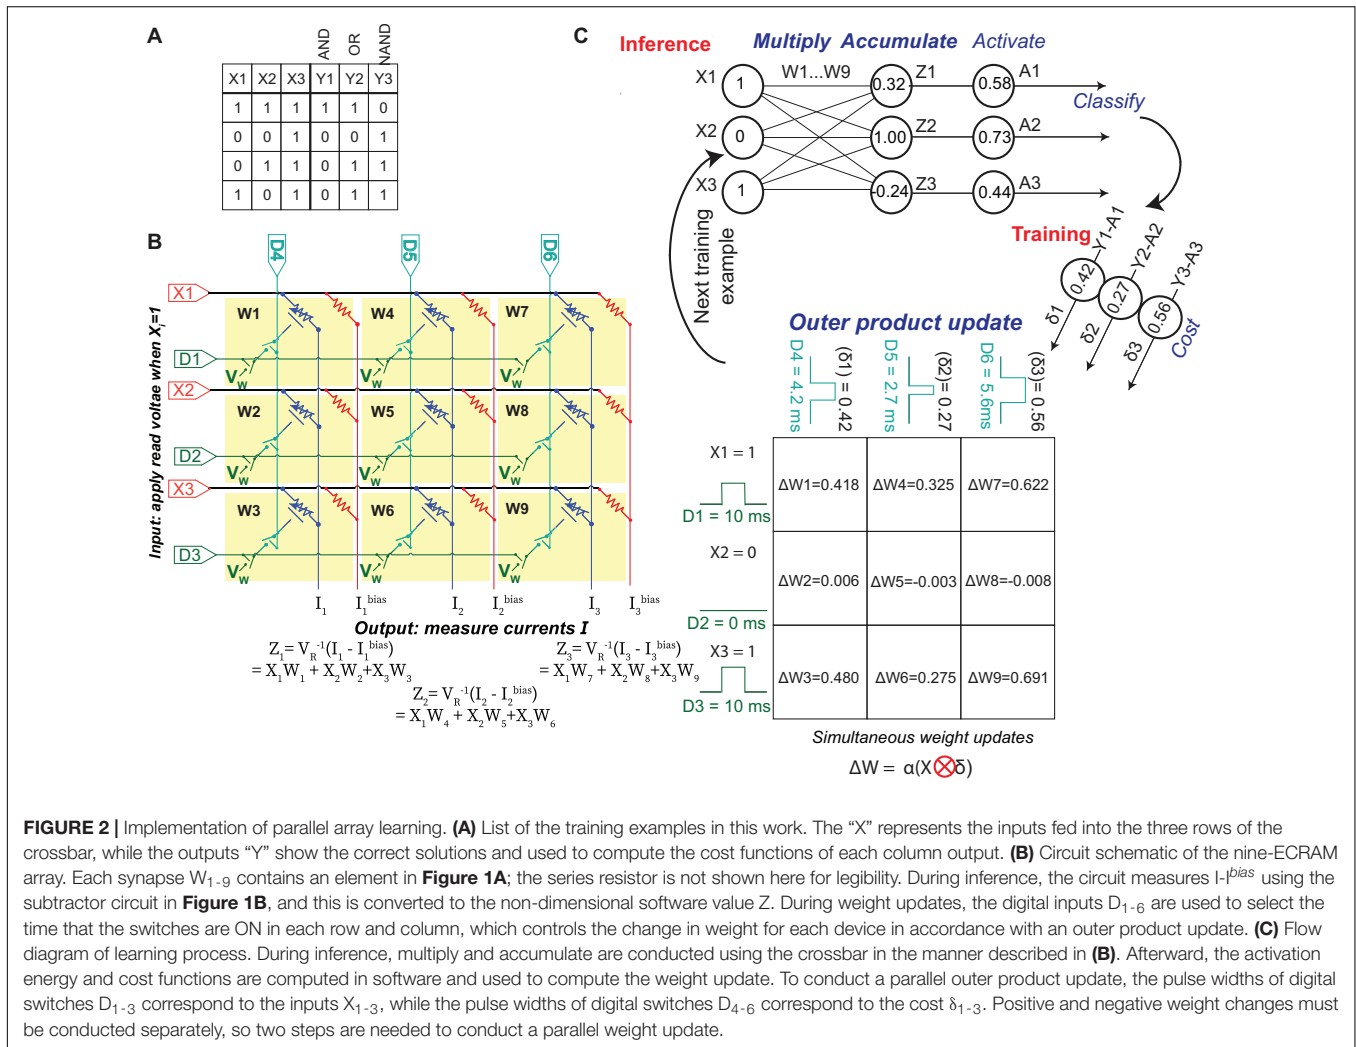 A
AND
OR
NAND
X1 X2 X3 Y1 Y2 Y3
1 1 1 1 1 0
0 0 1 0 0 1
0 1 1 0 1 1
1 0 1 0 1 1
B
D4 D5 D6
Input: apply read voltae when Xi=1
X1
W1 W4 W7
D1
VW VW VW
X2
W2 W5 W8
D2
VW VW VW
X3
W3 W6 W9
D3
VW VW VW
I1 I1bias I2 I2bias I3 I3bias
Output: measure currents I
Z1= VR-1(I1 - I1bias)
= X1W1 + X2W2+X3W3
Z2= VR-1(I2 - I2bias)
= X1W4 + X2W5+X3W6
Z3= VR-1(I3 - I3bias)
= X1W7 + X2W8+X3W9
C
Inference Multiply Accumulate Activate
X1 1 W1...W9 0.32 Z1 0.58 A1
Classify
X2 0 1.00 Z2 0.73 A2
X3 1 -0.24 Z3 0.44 A3
Next training
example
Training
Y1-A1
Y2-A2
Y3-A3
0.42
0.27
0.56
δ1
δ2
δ3
Cost
Outer product update
D4 = 4.2 ms
(δ1) = 0.42
D5 = 2.7 ms
(δ2)= 0.27
D6 = 5.6ms
(δ3)= 0.56
X1 = 1
D1 = 10 ms
ΔW1=0.418 ΔW4=0.325 ΔW7=0.622
X2 = 0
D2 = 0 ms
ΔW2=0.006 ΔW5=-0.003 ΔW8=-0.008
X3 = 1
D3 = 10 ms
ΔW3=0.480 ΔW6=0.275 ΔW9=0.691
Simultaneous weight updates
ΔW = α(X⊗δ)
FIGURE 2 | Implementation of parallel array learning. (A) List of the training examples in this work. The “X” represents the inputs fed into the three rows of the
crossbar, while the outputs “Y” show the correct solutions and used to compute the cost functions of each column output. (B) Circuit schematic of the nine-ECRAM
array. Each synapse W1-9 contains an element in Figure 1A; the series resistor is not shown here for legibility. During inference, the circuit measures I-Ibias using the
subtractor circuit in Figure 1B, and this is converted to the non-dimensional software value Z. During weight updates, the digital inputs D1-6 are used to select the
time that the switches are ON in each row and column, which controls the change in weight for each device in accordance with an outer product update. (C) Flow
diagram of learning process. During inference, multiply and accumulate are conducted using the crossbar in the manner described in (B). Afterward, the activation
energy and cost functions are computed in software and used to compute the weight update. To conduct a parallel outer product update, the pulse widths of digital
switches D1-3 correspond to the inputs X1-3, while the pulse widths of digital switches D4-6 correspond to the cost δ1-3. Positive and negative weight changes must
be conducted separately, so two steps are needed to conduct a parallel weight update.